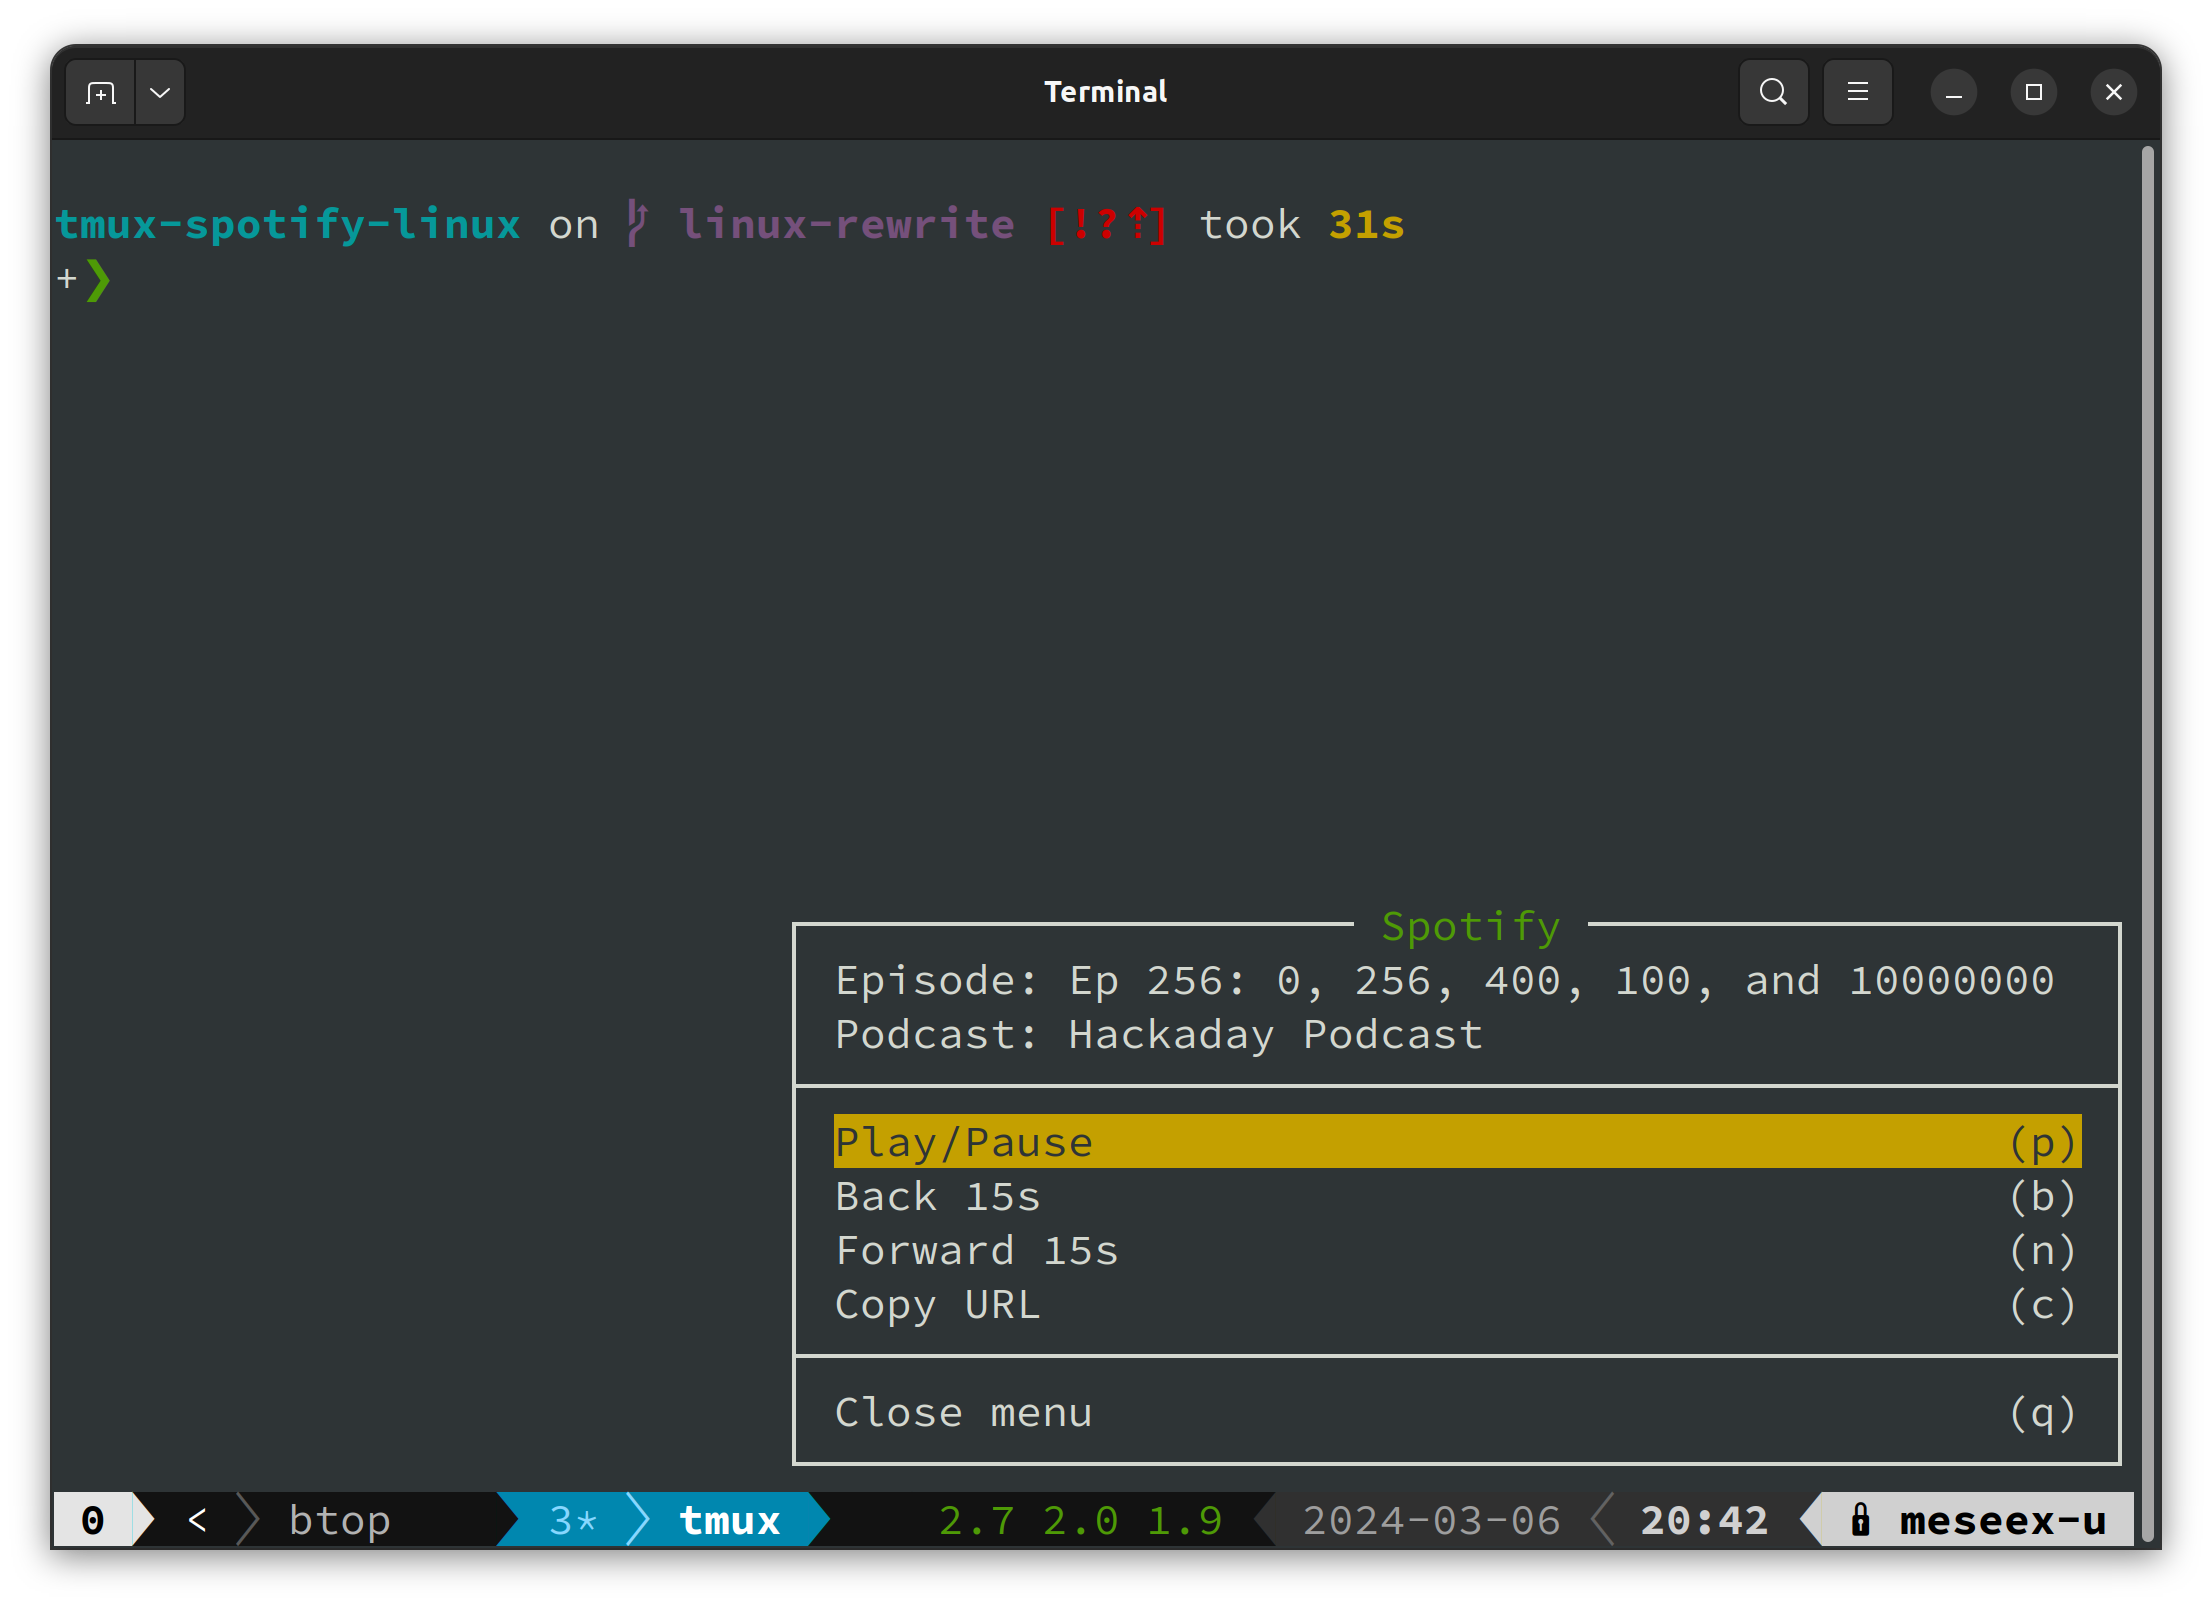 Terminal
tmux-spotify-linux on linux-rewrite [!?⇡] took 31s
+❯
Spotify
Episode: Ep 256: 0, 256, 400, 100, and 10000000
Podcast: Hackaday Podcast
Play/Pause (p)
Back 15s (b)
Forward 15s (n)
Copy URL (c)
Close menu (q)
0 < btop 3* tmux 2.7 2.0 1.9 2024-03-06 20:42 meseex-u